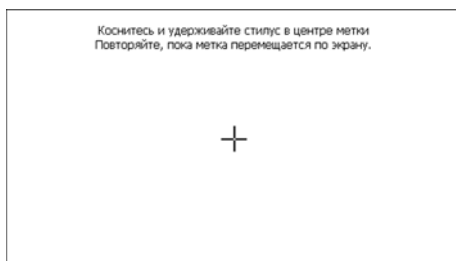 Коснитесь и удерживайте стилус в центре метки
Повторяйте, пока метка перемещается по экрану.